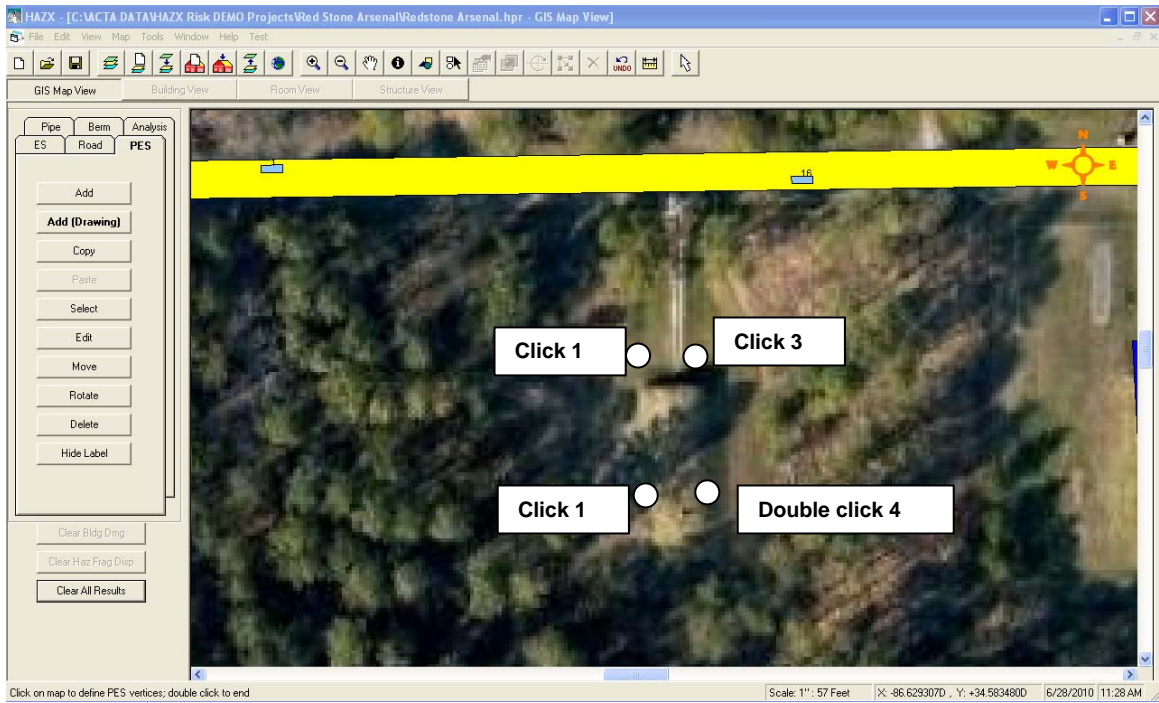 HAZX - [C:\ACTA DATA\HAZX Risk DEMO Projects\Red Stone Arsenal\Redstone Arsenal.hpr - GIS Map View]
File Edit View Map Tools Window Help Test
UNDO
GIS Map View Building View Room View Structure View
Pipe Berm Analysis
ES Road PES
Add
Add (Drawing)
Copy
Paste
Select
Edit
Move
Rotate
Delete
Hide Label
Clear Bldg Dmg
Clear Haz Frag Disp
Clear All Results
1
16
N
W E
S
Click 1
Click 3
Click 1
Double click 4
Click on map to define PES vertices; double click to end
Scale: 1" : 57 Feet
X: -86.629307D , Y: +34.583480D
6/28/2010
11:28 AM